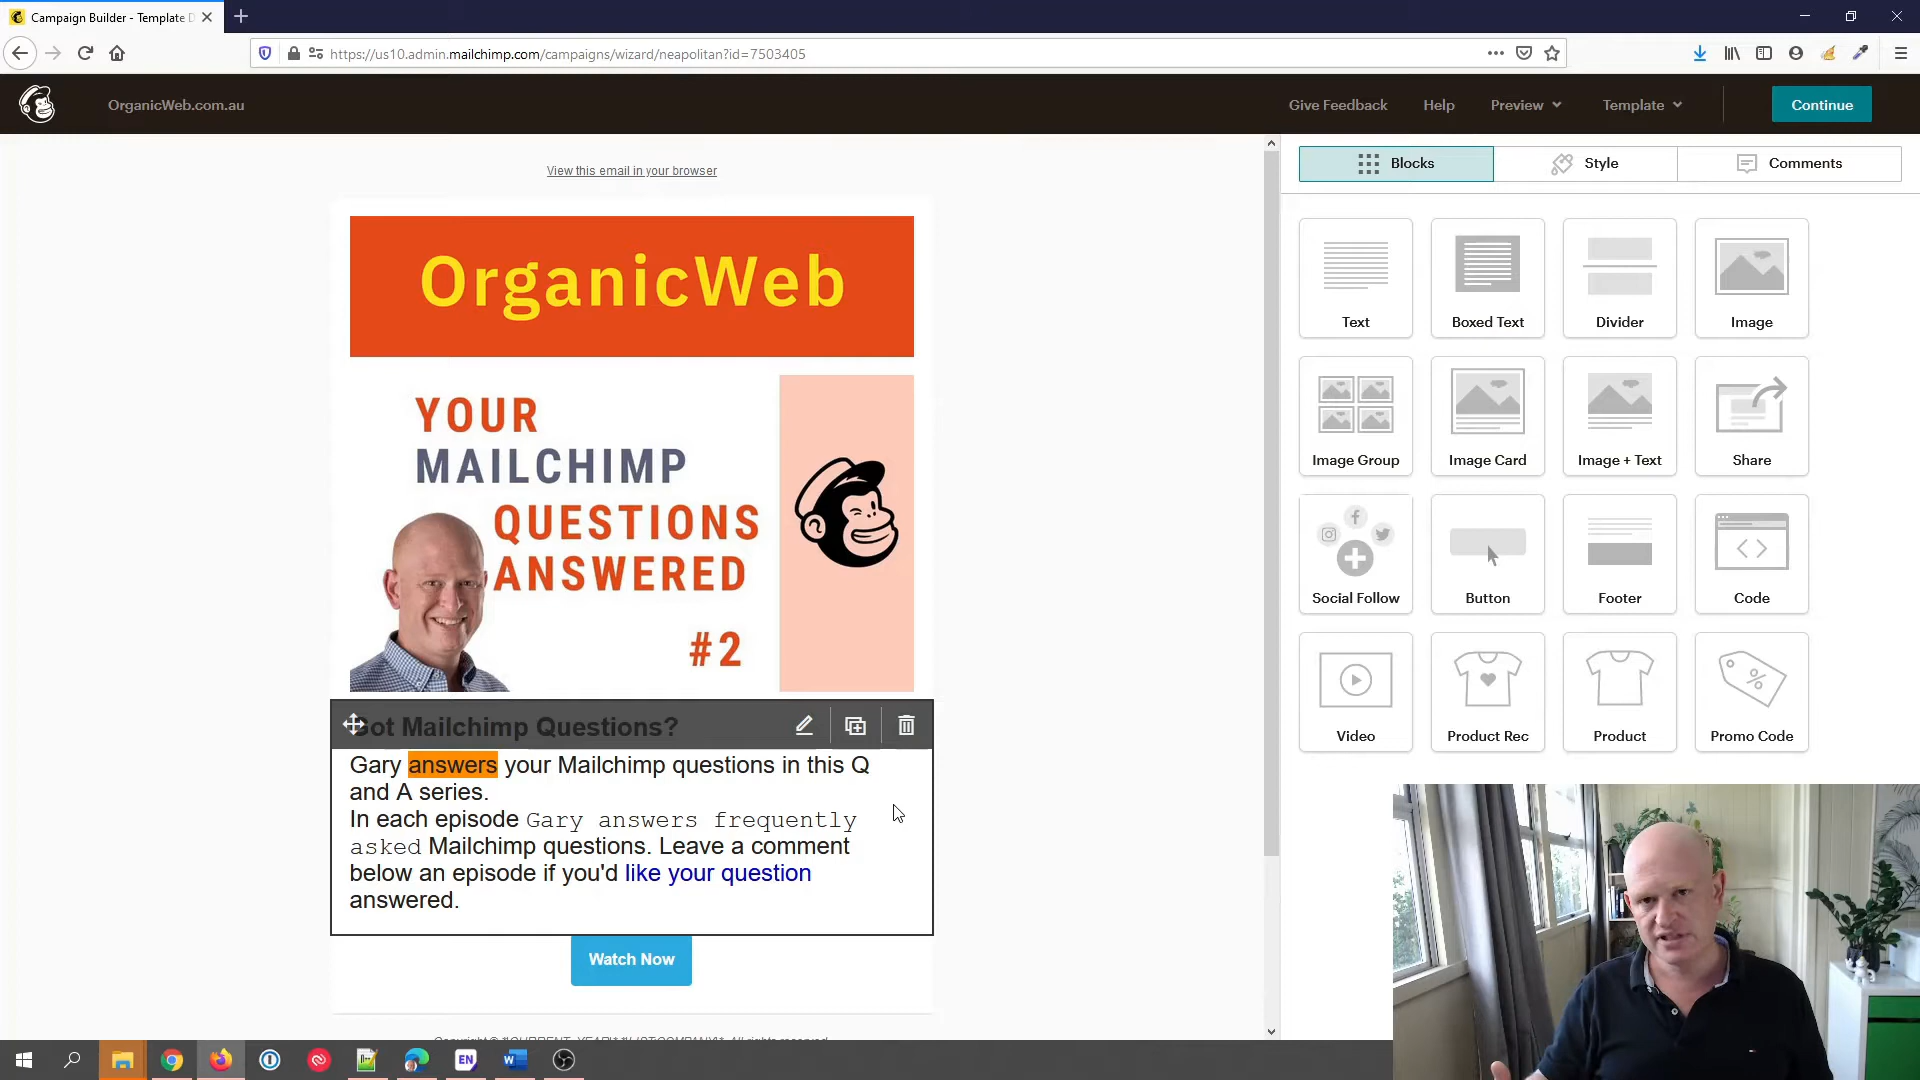 Campaign Builder - Template D
https://us10.admin.mailchimp.com/campaigns/wizard/neapolitan?id=7503405
OrganicWeb.com.au
Give Feedback
Help
Preview
Template
Continue
View this email in your browser
OrganicWeb
YOUR
MAILCHIMP
QUESTIONS
ANSWERED
#2
Got Mailchimp Questions?
Gary answers your Mailchimp questions in this Q
and A series.
In each episode Gary answers frequently
asked Mailchimp questions. Leave a comment
below an episode if you'd like your question
answered.
Watch Now
Blocks
Style
Comments
Text
Boxed Text
Divider
Image
Image Group
Image Card
Image + Text
Share
Social Follow
Button
Footer
Code
Video
Product Rec
Product
Promo Code
EN